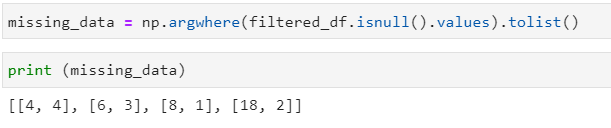 missing_data = np.argwhere(filtered_df.isnull().values).tolist()
print (missing_data)
[[4, 4], [6, 3], [8, 1], [18, 2]]